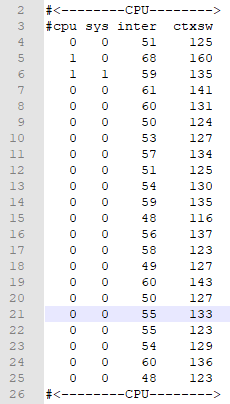 2 #<--------CPU-------->
3 #cpu sys inter  ctxsw
4 0 0 51 125
5 1 0 68 160
6 1 1 59 135
7 0 0 61 141
8 0 0 60 131
9 0 0 50 124
10 0 0 53 127
11 0 0 57 134
12 0 0 51 125
13 0 0 54 130
14 0 0 59 135
15 0 0 48 116
16 0 0 56 137
17 0 0 58 123
18 0 0 49 127
19 0 0 60 143
20 0 0 50 127
21 0 0 55 133
22 0 0 55 123
23 0 0 54 129
24 0 0 60 136
25 0 0 48 123
26 #<--------CPU-------->